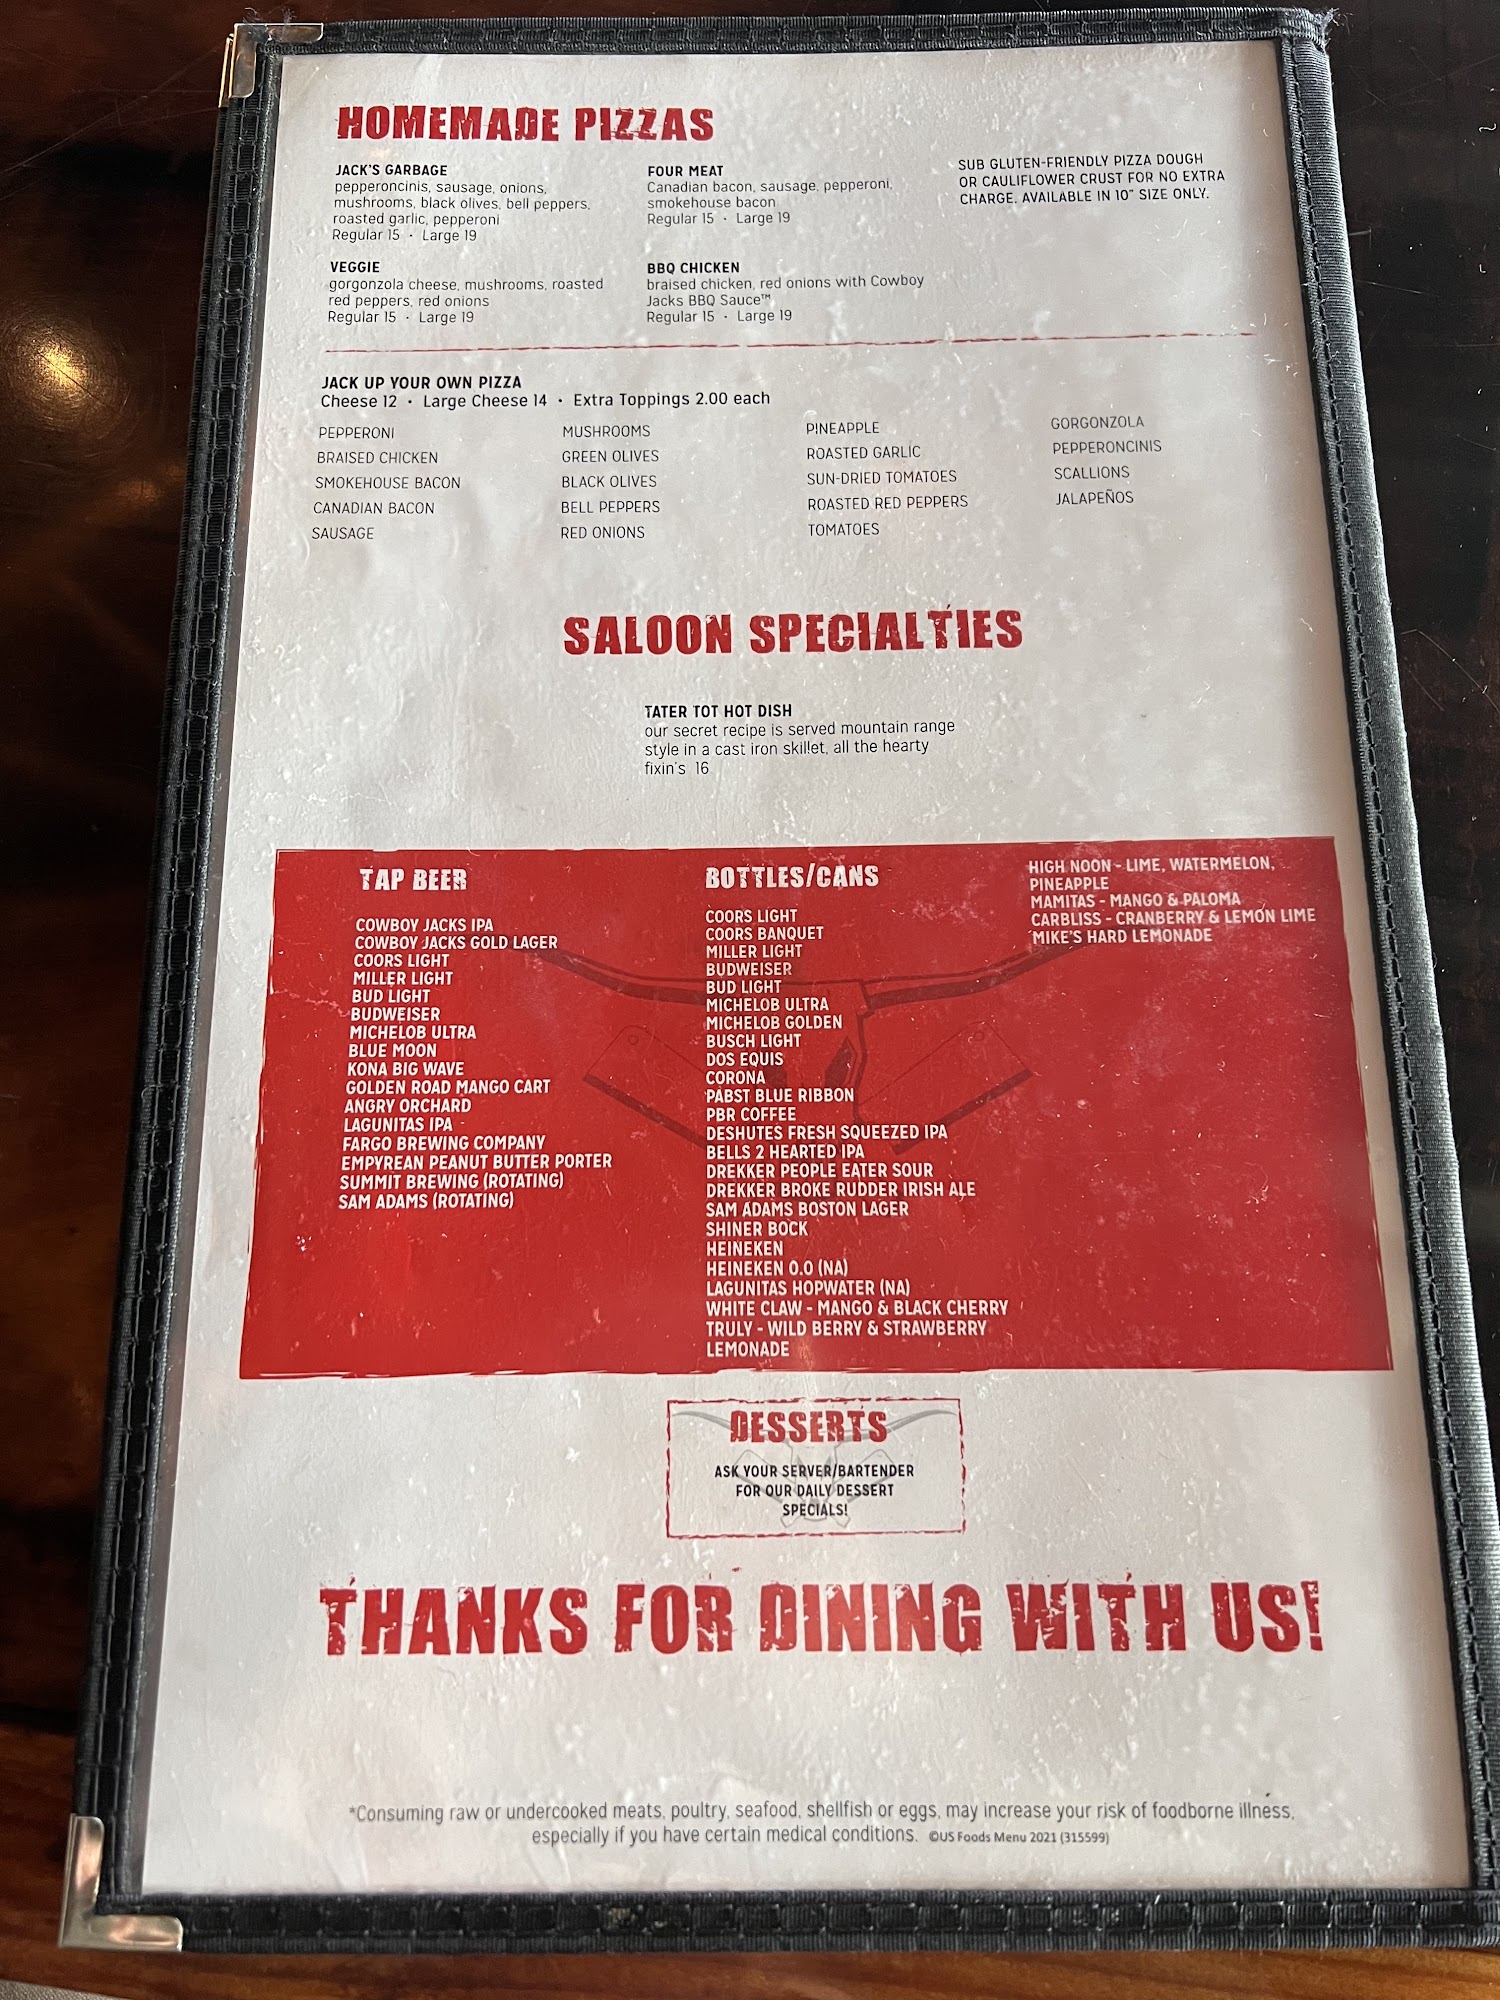 HOMEMADE PIZZAS
JACK'S GARBAGE
pepperoncinis, sausage, onions,
mushrooms, black olives, bell peppers,
roasted garlic, pepperoni
Regular 15 · Large 19
VEGGIE
gorgonzola cheese, mushrooms, roasted
red peppers, red onions
Regular 15 · Large 19
FOUR MEAT
Canadian bacon, sausage, pepperoni,
smokehouse bacon
Regular 15 · Large 19
BBQ CHICKEN
braised chicken, red onions with Cowboy
Jacks BBQ Sauce™
Regular 15 · Large 19
SUB GLUTEN-FRIENDLY PIZZA DOUGH
OR CAULIFLOWER CRUST FOR NO EXTRA
CHARGE. AVAILABLE IN 10" SIZE ONLY.
JACK UP YOUR OWN PIZZA
Cheese 12 · Large Cheese 14 · Extra Toppings 2.00 each
PEPPERONI
BRAISED CHICKEN
SMOKEHOUSE BACON
CANADIAN BACON
SAUSAGE
MUSHROOMS
GREEN OLIVES
BLACK OLIVES
BELL PEPPERS
RED ONIONS
PINEAPPLE
ROASTED GARLIC
SUN-DRIED TOMATOES
ROASTED RED PEPPERS
TOMATOES
GORGONZOLA
PEPPERONCINIS
SCALLIONS
JALAPEÑOS
SALOON SPECIALTIES
TATER TOT HOT DISH
our secret recipe is served mountain range
style in a cast iron skillet, all the hearty
fixin's 16
TAP BEER
COWBOY JACKS IPA
COWBOY JACKS GOLD LAGER
COORS LIGHT
MILLER LIGHT
BUD LIGHT
BUDWEISER
MICHELOB ULTRA
BLUE MOON
KONA BIG WAVE
GOLDEN ROAD MANGO CART
ANGRY ORCHARD
LAGUNITAS IPA
FARGO BREWING COMPANY
EMPYREAN PEANUT BUTTER PORTER
SUMMIT BREWING (ROTATING)
SAM ADAMS (ROTATING)
BOTTLES/CANS
COORS LIGHT
COORS BANQUET
MILLER LIGHT
BUDWEISER
BUD LIGHT
MICHELOB ULTRA
MICHELOB GOLDEN
BUSCH LIGHT
DOS EQUIS
CORONA
PABST BLUE RIBBON
PBR COFFEE
DESHUTES FRESH SQUEEZED IPA
BELLS 2 HEARTED IPA
DREKKER PEOPLE EATER SOUR
DREKKER BROKE RUDDER IRISH ALE
SAM ADAMS BOSTON LAGER
SHINER BOCK
HEINEKEN
HEINEKEN 0.0 (NA)
LAGUNITAS HOPWATER (NA)
WHITE CLAW - MANGO & BLACK CHERRY
TRULY - WILD BERRY & STRAWBERRY
LEMONADE
HIGH NOON - LIME, WATERMELON,
PINEAPPLE
MAMITAS - MANGO & PALOMA
CARBLISS - CRANBERRY & LEMON LIME
MIKE'S HARD LEMONADE
DESSERTS
ASK YOUR SERVER/BARTENDER
FOR OUR DAILY DESSERT
SPECIALS!
THANKS FOR DINING WITH US!
*Consuming raw or undercooked meats, poultry, seafood, shellfish or eggs, may increase your risk of foodborne illness,
especially if you have certain medical conditions. ©US Foods Menu 2021 (315599)